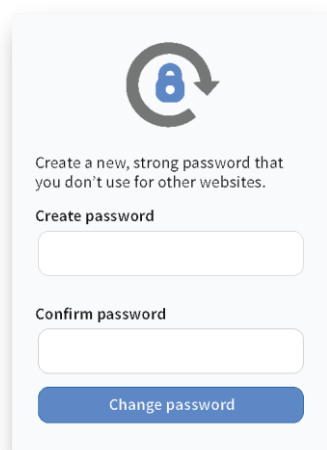 Create a new, strong password that
you don’t use for other websites.
Create password
Confirm password
Change password